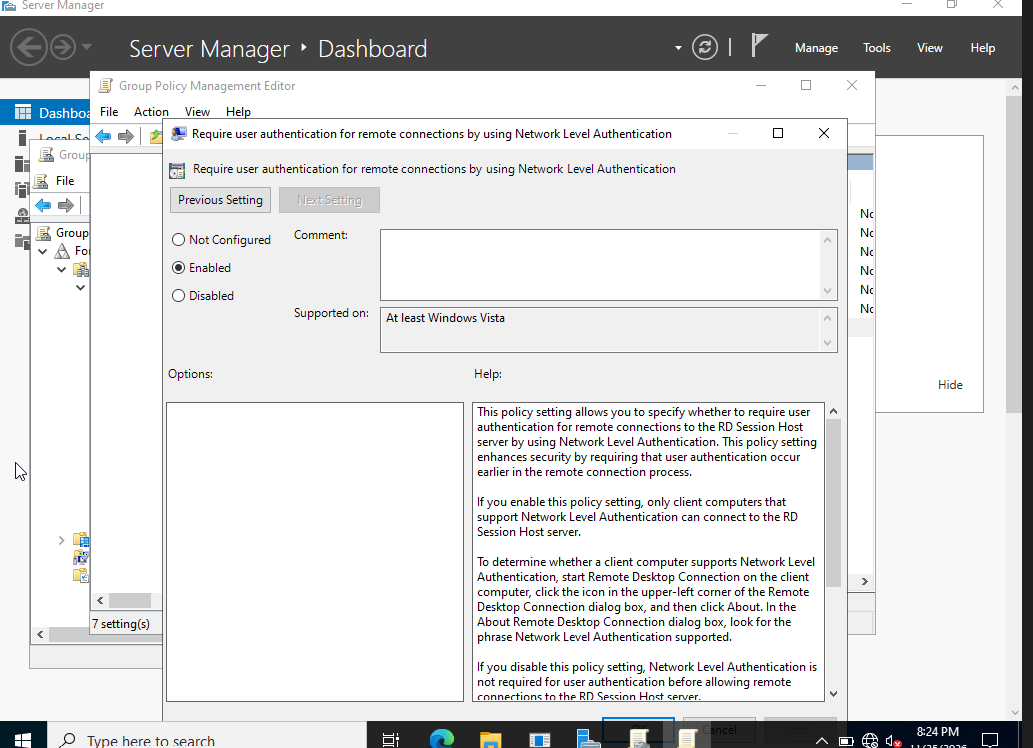 Server Manager
Server Manager
Dashboard
Manage
Tools
View
Help
Group Policy Management Editor
File
Action
View
Help
Require user authentication for remote connections by using Network Level Authentication
Require user authentication for remote connections by using Network Level Authentication
Previous Setting
Next Setting
Not Configured
Enabled
Disabled
Comment:
Supported on:
At least Windows Vista
Options:
Help:
This policy setting allows you to specify whether to require user
authentication for remote connections to the RD Session Host
server by using Network Level Authentication. This policy setting
enhances security by requiring that user authentication occur
earlier in the remote connection process.
If you enable this policy setting, only client computers that
support Network Level Authentication can connect to the RD
Session Host server.
To determine whether a client computer supports Network Level
Authentication, start Remote Desktop Connection on the client
computer, click the icon in the upper-left corner of the Remote
Desktop Connection dialog box, and then click About. In the
About Remote Desktop Connection dialog box, look for the
phrase Network Level Authentication supported.
If you disable this policy setting, Network Level Authentication is
not required for user authentication before allowing remote
connections to the RD Session Host server.
Group
File
Group
7 setting(s)
Hide
Type here to search
8:24 PM